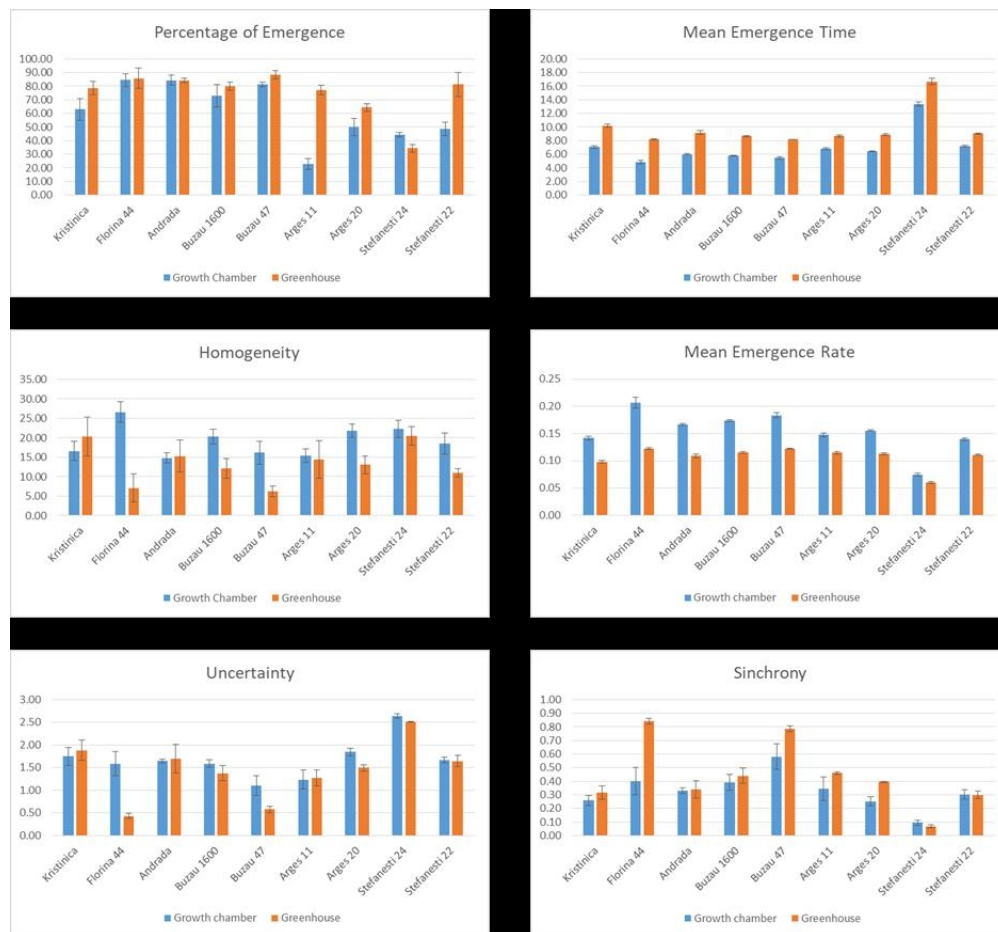 Percentage of Emergence
100.00
90.00
80.00
70.00
60.00
50.00
40.00
30.00
20.00
10.00
0.00
Kristinica
Florina 44
Andrada
Buzau 1600
Buzau 47
Arges 11
Arges 20
Stefanesti 24
Stefanesti 22
Growth Chamber Greenhouse
Mean Emergence Time
20.00
18.00
16.00
14.00
12.00
10.00
8.00
6.00
4.00
2.00
0.00
Kristinica
Florina 44
Andrada
Buzau 1600
Buzau 47
Arges 11
Arges 20
Stefanesti 24
Stefanesti 22
Growth Chamber Greenhouse
Homogeneity
35.00
30.00
25.00
20.00
15.00
10.00
5.00
0.00
Kristinica
Florina 44
Andrada
Buzau 1600
Buzau 47
Arges 11
Arges 20
Stefanesti 24
Stefanesti 22
Growth Chamber Greenhouse
Mean Emergence Rate
0.25
0.20
0.15
0.10
0.05
0.00
Kristinica
Florina 44
Andrada
Buzau 1600
Buzau 47
Arges 11
Arges 20
Stefanesti 24
Stefanesti 22
Growth chamber Greenhouse
Uncertainty
3.00
2.50
2.00
1.50
1.00
0.50
0.00
Kristinica
Florina 44
Andrada
Buzau 1600
Buzau 47
Arges 11
Arges 20
Stefanesti 24
Stefanesti 22
Growth chamber Greenhouse
Sinchrony
1.00
0.90
0.80
0.70
0.60
0.50
0.40
0.30
0.20
0.10
0.00
Kristinica
Florina 44
Andrada
Buzau 1600
Buzau 47
Arges 11
Arges 20
Stefanesti 24
Stefanesti 22
Growth chamber Greenhouse